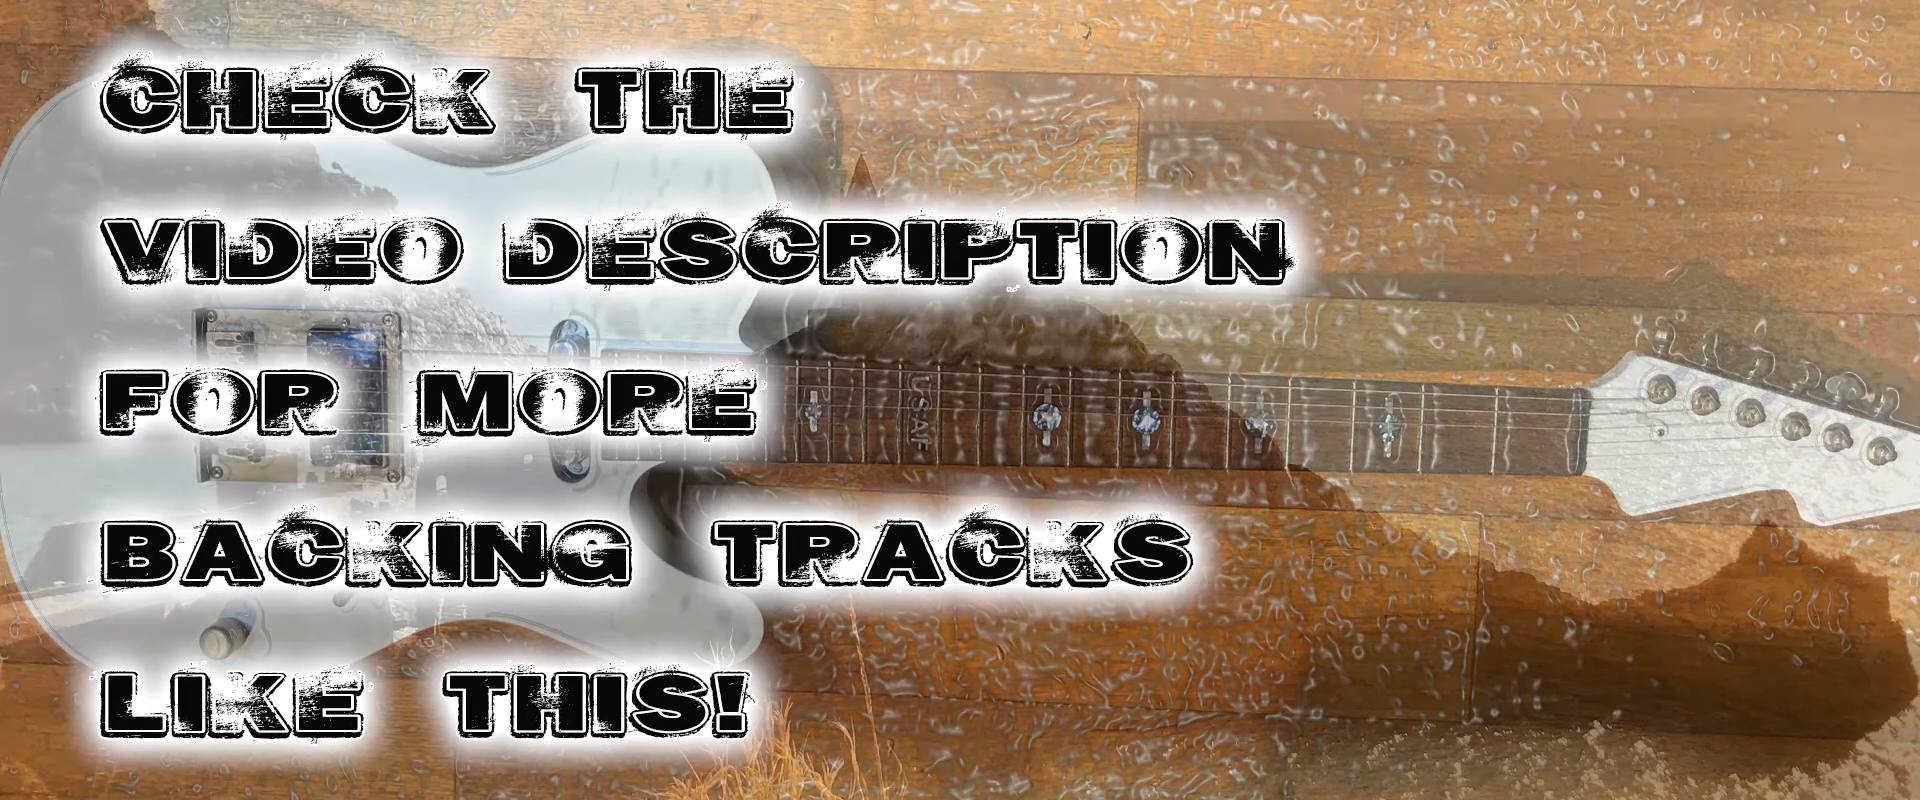 CHECK THE
VIDEO DESCRIPTION
FOR MORE
BACKING TRACKS
LIKE THIS!